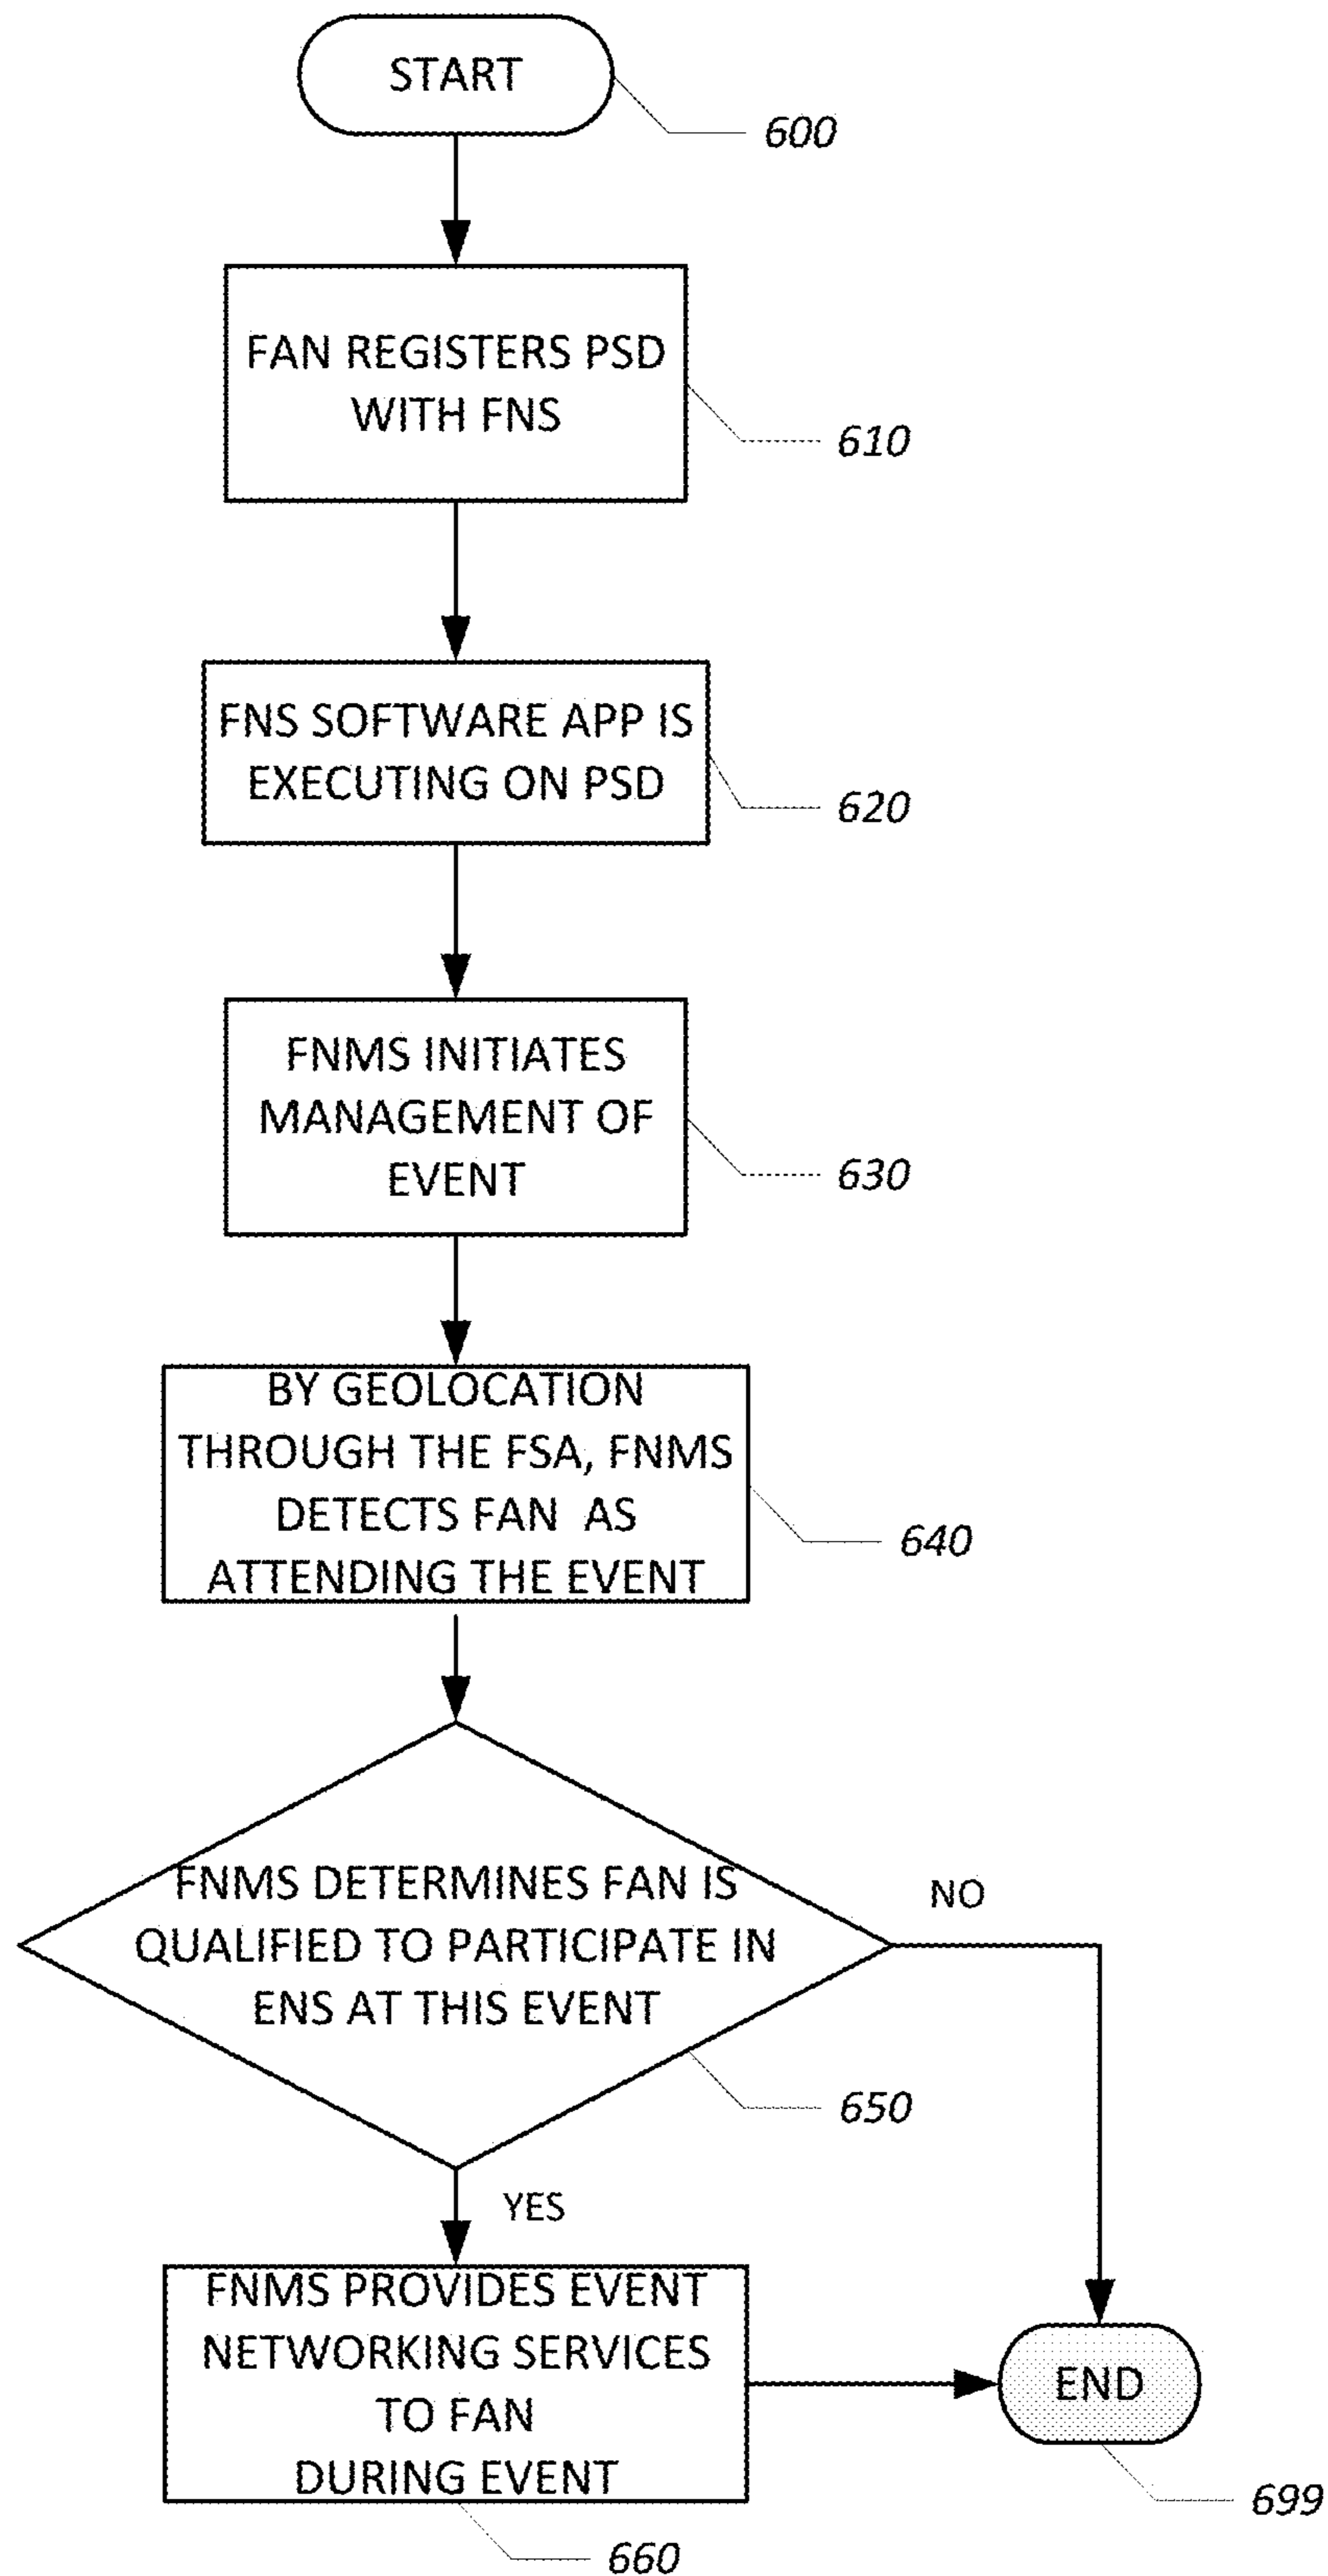 START
600
FAN REGISTERS PSD
WITH FNS
610
FNS SOFTWARE APP IS
EXECUTING ON PSD
620
FNMS INITIATES
MANAGEMENT OF
EVENT
630
BY GEOLOCATION
THROUGH THE FSA, FNMS
DETECTS FAN AS
ATTENDING THE EVENT
640
FNMS DETERMINES FAN IS
QUALIFIED TO PARTICIPATE IN
ENS AT THIS EVENT
NO
650
YES
FNMS PROVIDES EVENT
NETWORKING SERVICES
TO FAN
DURING EVENT
660
END
699